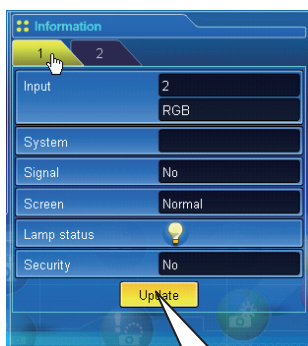 Information
1 2
Input 2
RGB
System
Signal No
Screen Normal
Lamp status
Security No
Update